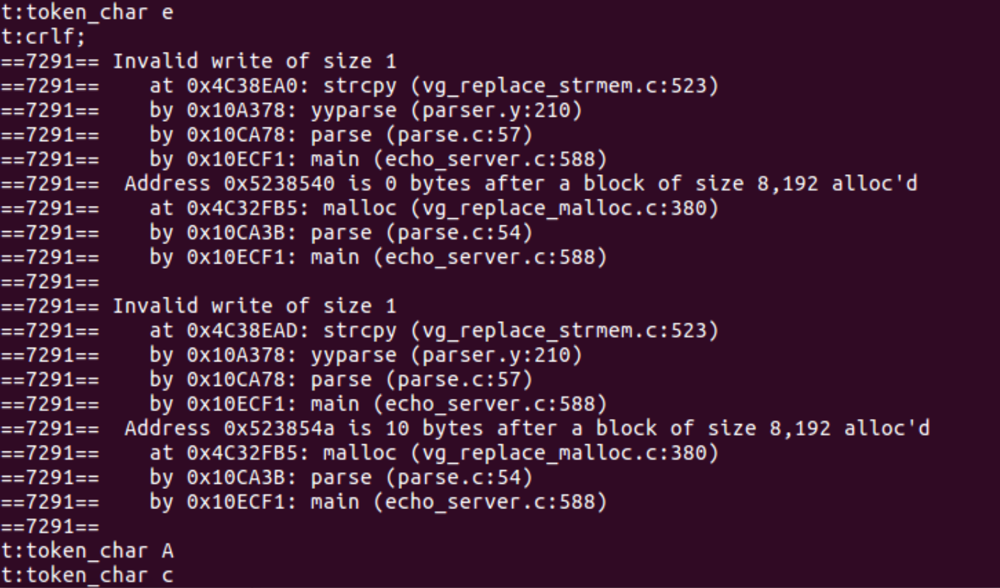 t:token_char e
t:crlf;
==7291== Invalid write of size 1
==7291==    at 0x4C38EA0: strcpy (vg_replace_strmem.c:523)
==7291==    by 0x10A378: yyparse (parser.y:210)
==7291==    by 0x10CA78: parse (parse.c:57)
==7291==    by 0x10ECF1: main (echo_server.c:588)
==7291==  Address 0x5238540 is 0 bytes after a block of size 8,192 alloc'd
==7291==    at 0x4C32FB5: malloc (vg_replace_malloc.c:380)
==7291==    by 0x10CA3B: parse (parse.c:54)
==7291==    by 0x10ECF1: main (echo_server.c:588)
==7291==
==7291== Invalid write of size 1
==7291==    at 0x4C38EAD: strcpy (vg_replace_strmem.c:523)
==7291==    by 0x10A378: yyparse (parser.y:210)
==7291==    by 0x10CA78: parse (parse.c:57)
==7291==    by 0x10ECF1: main (echo_server.c:588)
==7291==  Address 0x523854a is 10 bytes after a block of size 8,192 alloc'd
==7291==    at 0x4C32FB5: malloc (vg_replace_malloc.c:380)
==7291==    by 0x10CA3B: parse (parse.c:54)
==7291==    by 0x10ECF1: main (echo_server.c:588)
==7291==
t:token_char A
t:token_char c